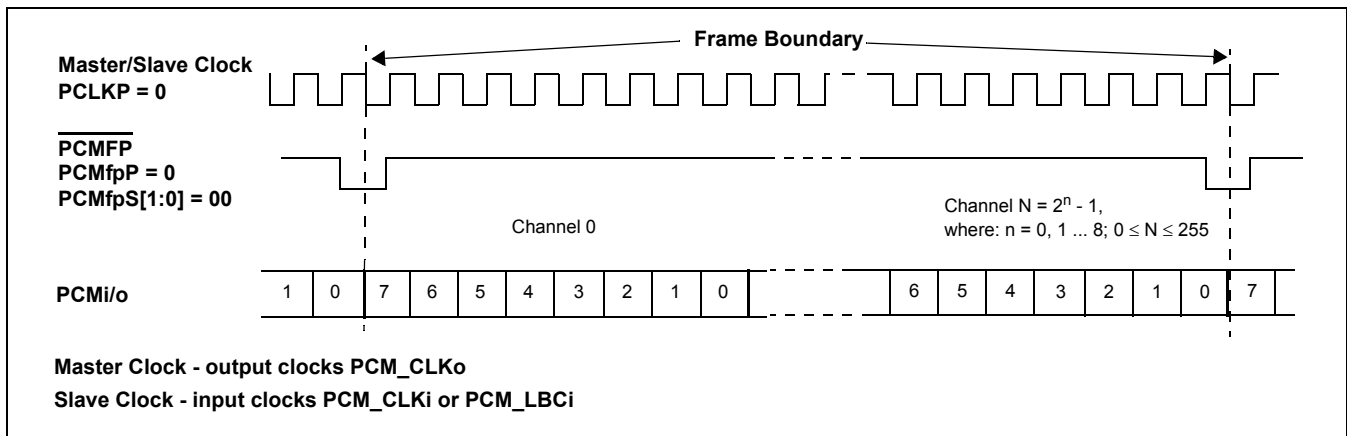 Frame Boundary
Master/Slave Clock
PCLKP = 0
PCMFP
PCMfpP = 0
PCMfpS[1:0] = 00
Channel 0
Channel N = 2ⁿ - 1,
where: n = 0, 1 ... 8; 0 ≤ N ≤ 255
PCMi/o 1 0 7 6 5 4 3 2 1 0 6 5 4 3 2 1 0 7
Master Clock - output clocks PCM_CLKo
Slave Clock - input clocks PCM_CLKi or PCM_LBCi